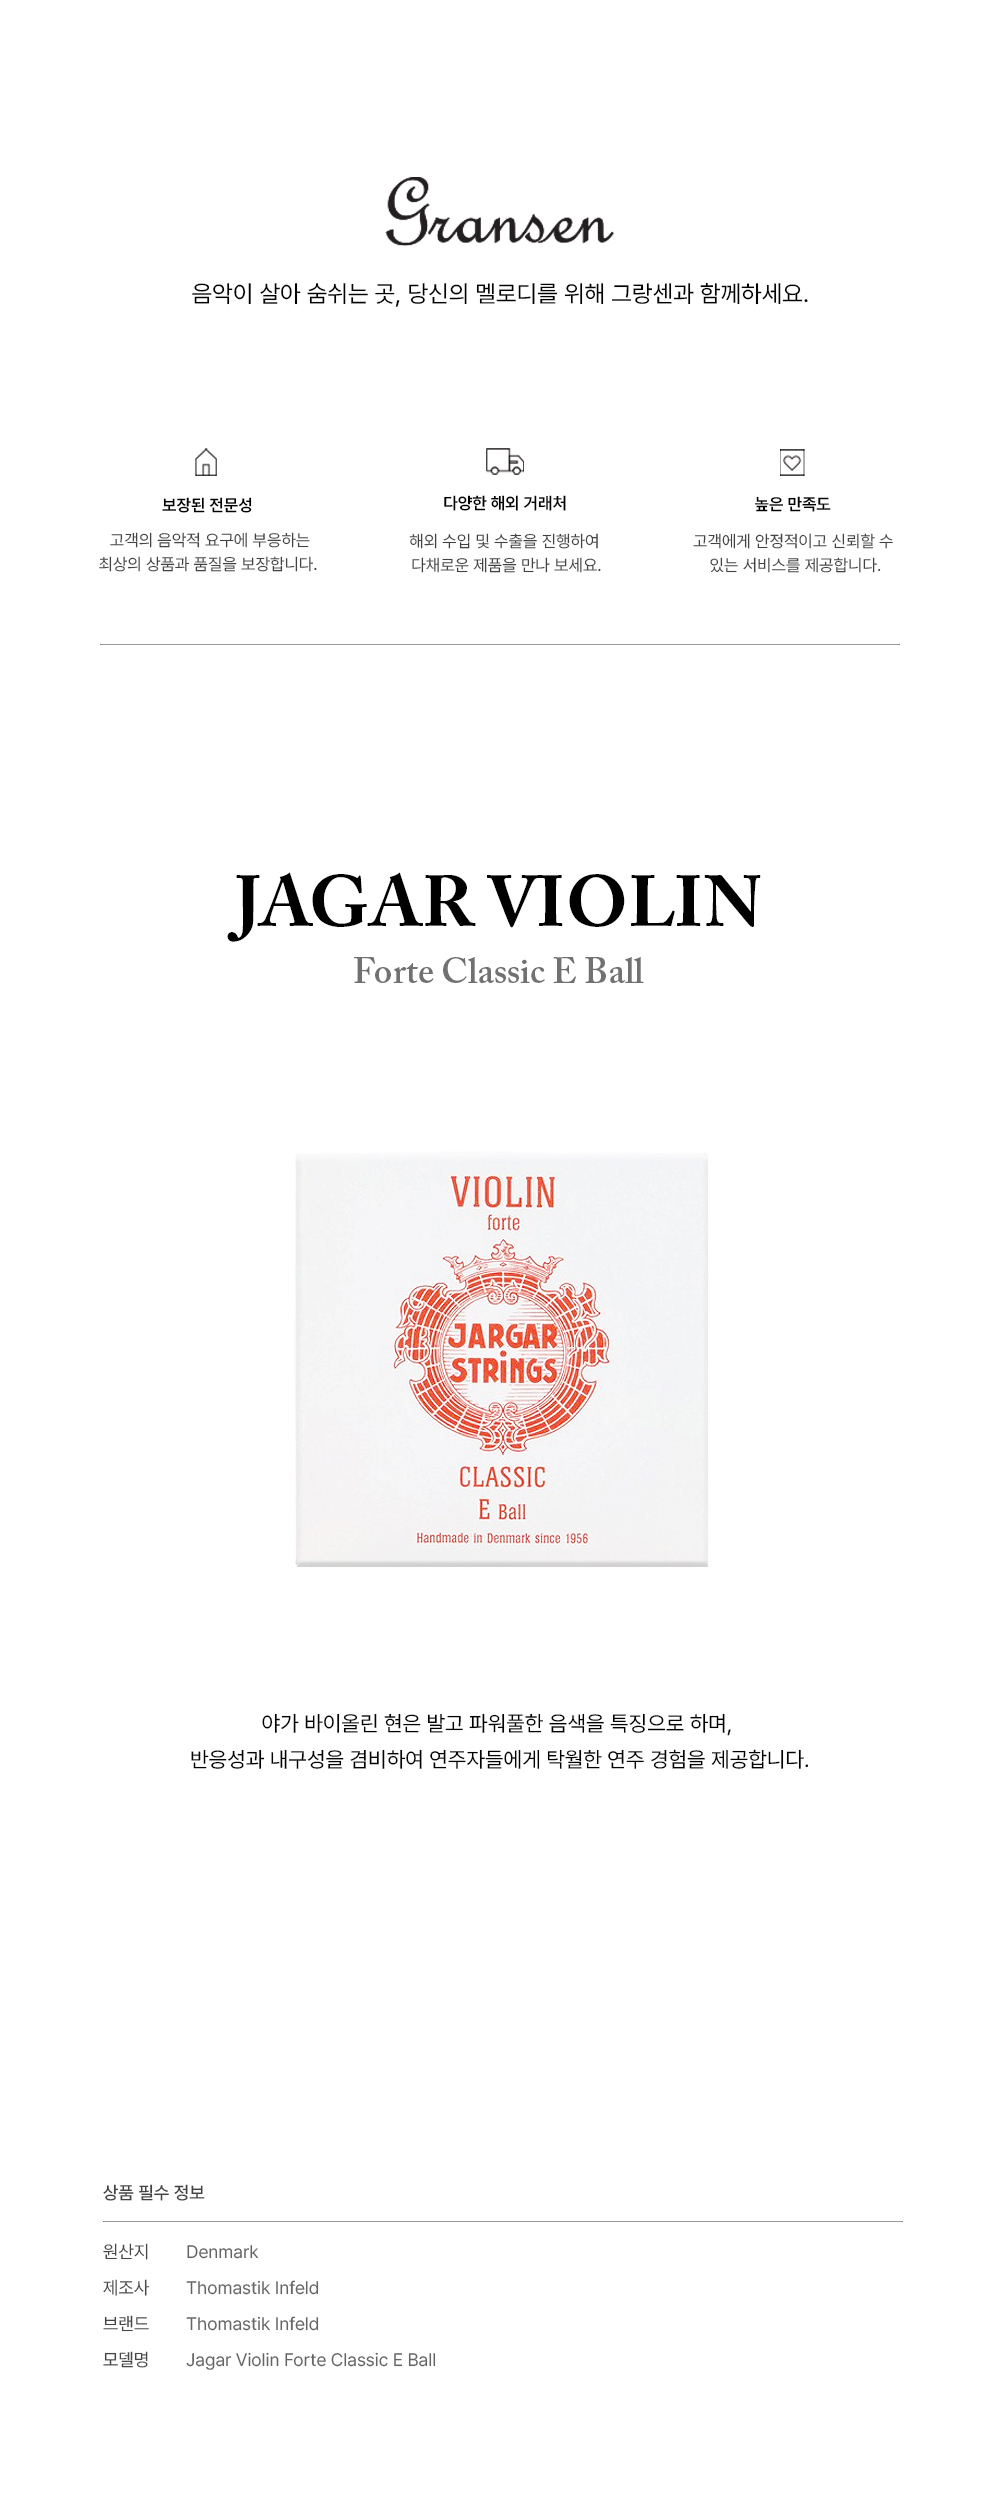 Gransen
음악이 살아 숨쉬는 곳, 당신의 멜로디를 위해 그랑센과 함께하세요.
보장된 전문성
고객의 음악적 요구에 부응하는
최상의 상품과 품질을 보장합니다.
다양한 해외 거래처
해외 수입 및 수출을 진행하여
다채로운 제품을 만나 보세요.
높은 만족도
고객에게 안정적이고 신뢰할 수
있는 서비스를 제공합니다.
JAGAR VIOLIN
Forte Classic E Ball
VIOLIN
forte
JARGAR
STRiNGS
CLASSIC
E Ball
Handmade in Denmark since 1956
야가 바이올린 현은 발고 파워풀한 음색을 특징으로 하며,
반응성과 내구성을 겸비하여 연주자들에게 탁월한 연주 경험을 제공합니다.
상품 필수 정보
원산지 Denmark
제조사 Thomastik Infeld
브랜드 Thomastik Infeld
모델명 Jagar Violin Forte Classic E Ball